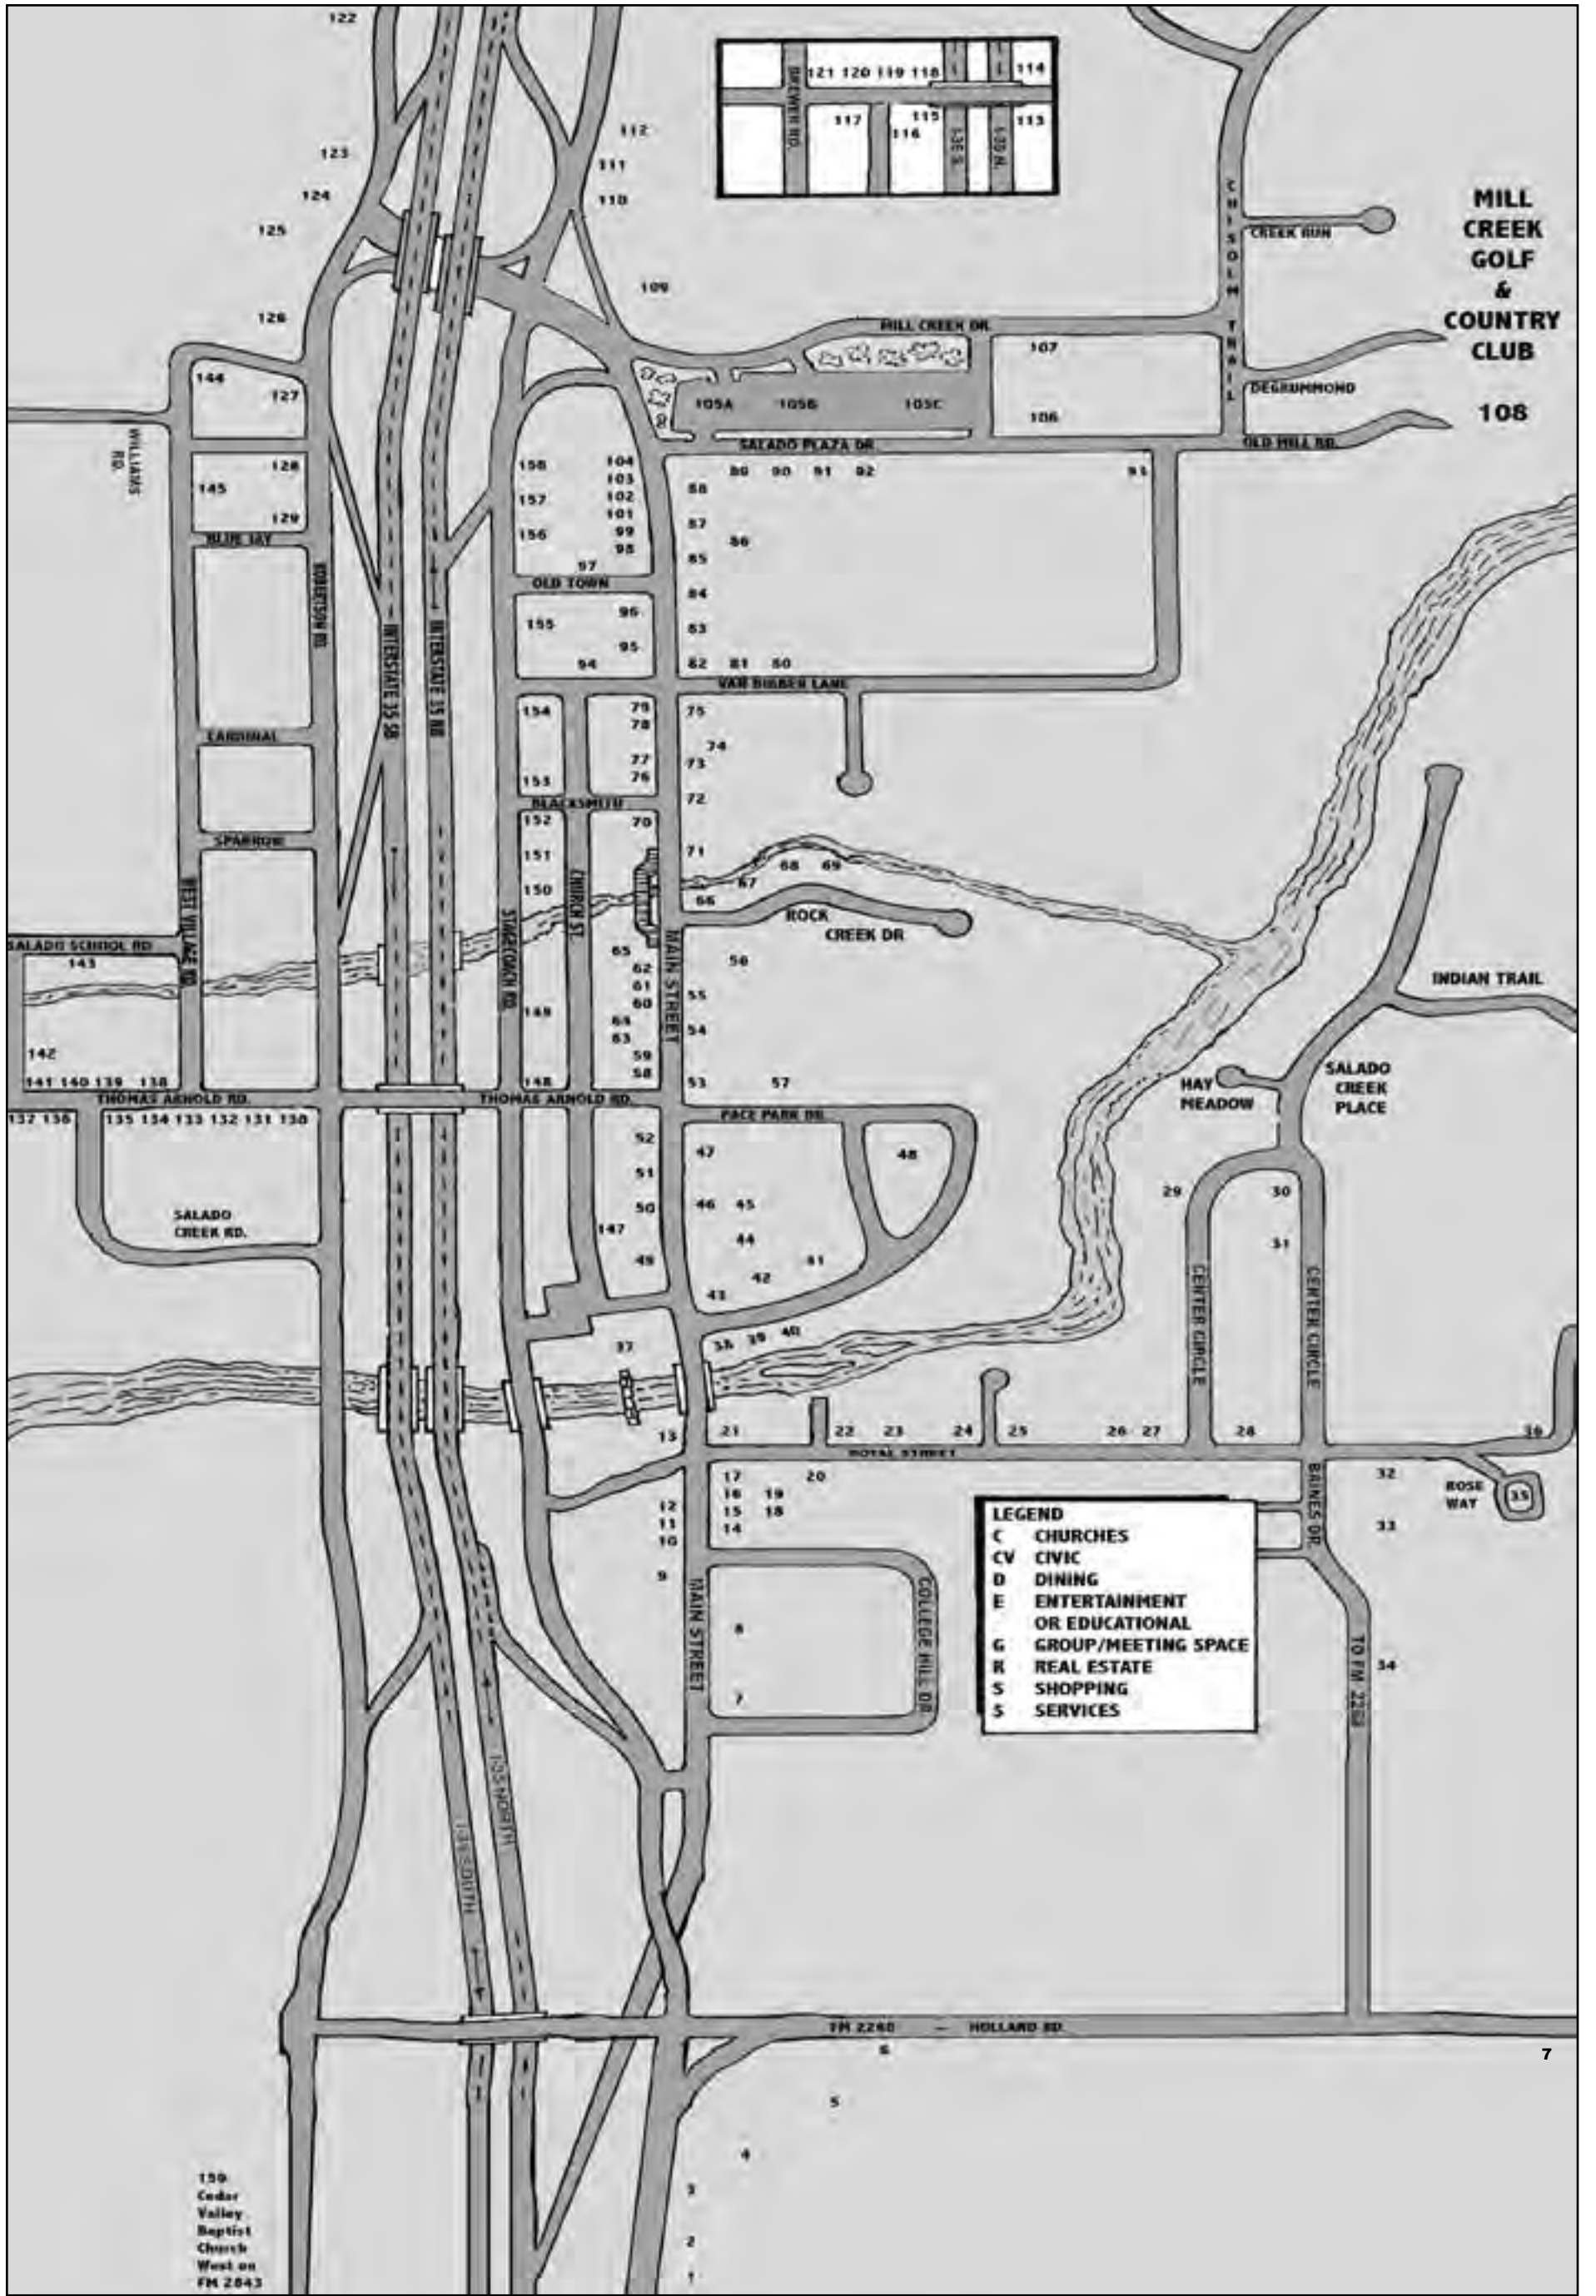 122
121 120 119 118
114
BREWER RD.
117
116
115
113
I-35 S.
I-35 N.
112
111
110
123
124
125
126
109
CHISOLM TRAIL
CREEK RUN
MILL
CREEK
GOLF
&
COUNTRY
CLUB
108
MILL CREEK DR.
107
106
DEGRUMMOND
OLD MILL RD.
105A 105B 105C
SALADO PLAZA DR.
144
127
WILLIAMS
RD.
128
145
129
BLUE JAY
ROBERTSON RD.
INTERSTATE 35 SB
INTERSTATE 35 NB
158
157
156
104
103
102
101
99
98
97
OLD TOWN
88
87
86
85
84
83
82 81 80
89 90 91 92
93
155
96
95
94
VAN BIBBER LANE
CARDINAL
SPARROW
154
153
79
78
77
76
75
74
73
72
BLACKSMITH
152
151
150
70
71
CHURCH ST.
68 69
67
66
ROCK
CREEK DR
WEST VILLAGE RD.
STAGECOACH RD.
MAIN STREET
SALADO SCHOOL RD
143
142
141 140 139 138
THOMAS ARNOLD RD.
137 136
135 134 133 132 131 130
149
148
THOMAS ARNOLD RD.
65
62
61
60
64
63
59
58
56
55
54
53
57
INDIAN TRAIL
SALADO
CREEK
PLACE
HAY
MEADOW
PACE PARK DR.
52
51
50
147
49
47
46 45
44
42
41
43
48
SALADO
CREEK RD.
29
30
31
CENTER CIRCLE
CENTER CIRCLE
37
38 39 40
13
21
22 23 24 25
26 27
28
36
ROYAL STREET
17
16 19
15 18
14
20
12
11
10
9
BAINES DR.
32
33
ROSE
WAY
35
34
TO FM 2268
LEGEND
C CHURCHES
CV CIVIC
D DINING
E ENTERTAINMENT
OR EDUCATIONAL
G GROUP/MEETING SPACE
R REAL ESTATE
S SHOPPING
S SERVICES
MAIN STREET
COLLEGE HILL DR.
8
7
I-35 NORTH
I-35 SOUTH
FM 2268 — HOLLAND RD.
6
7
5
4
3
2
1
159
Cedar
Valley
Baptist
Church
West on
FM 2843